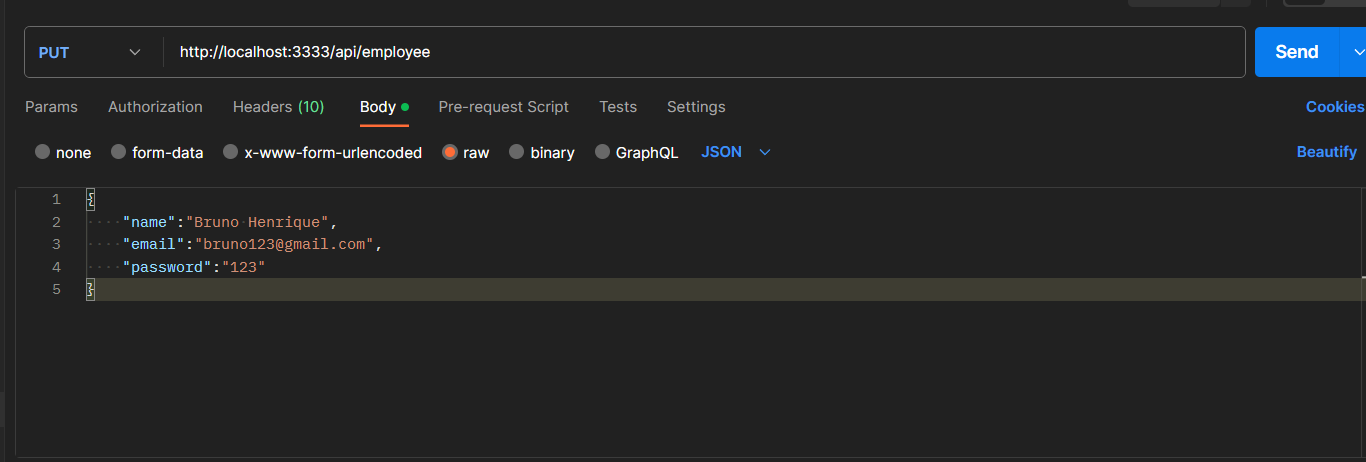 PUT http://localhost:3333/api/employee Send
Params Authorization Headers (10) Body Pre-request Script Tests Settings Cookies
none form-data x-www-form-urlencoded raw binary GraphQL JSON Beautify
1 {
2 "name":"Bruno Henrique",
3 "email":"bruno123@gmail.com",
4 "password":"123"
5 }